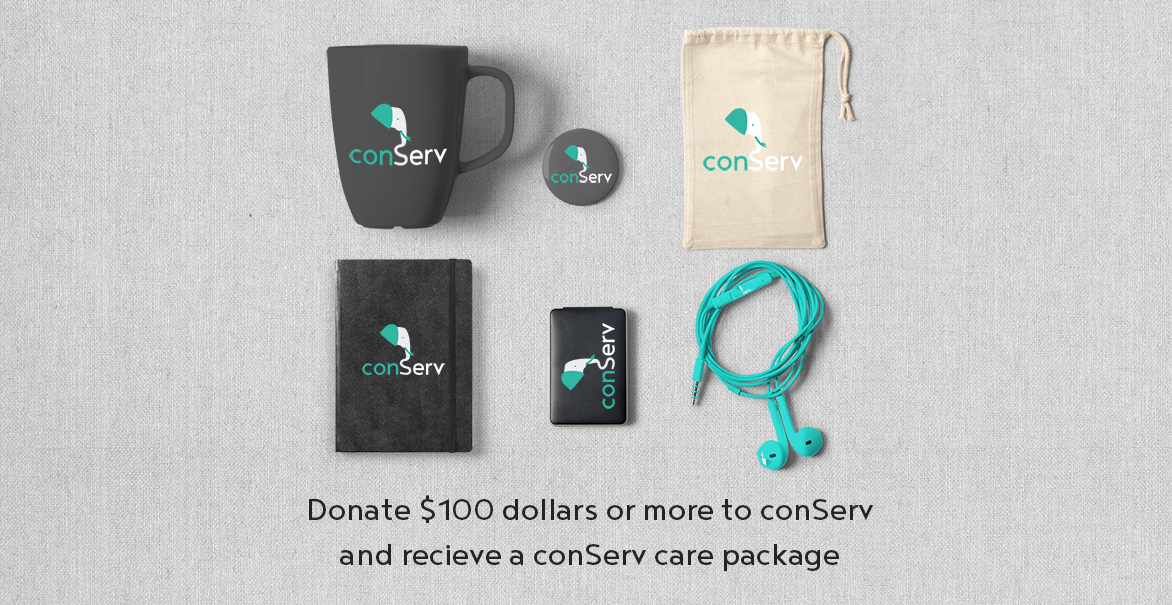 conServ
conServ
conServ
conServ
conServ
Donate $100 dollars or more to conServ
and recieve a conServ care package